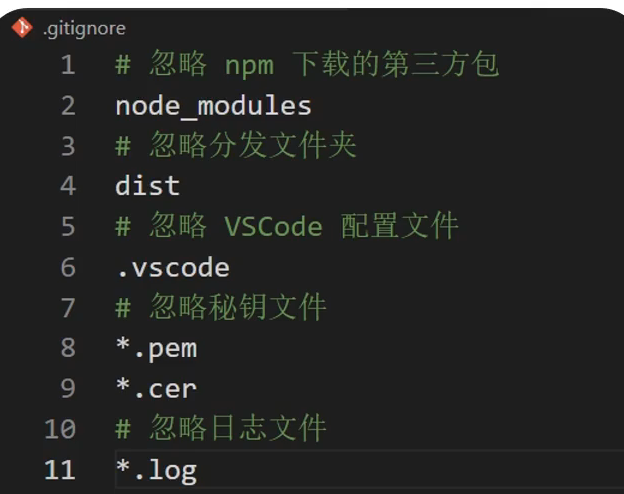 .gitignore
1 # 忽略 npm 下载的第三方包
2 node_modules
3 # 忽略分发文件夹
4 dist
5 # 忽略 VSCode 配置文件
6 .vscode
7 # 忽略秘钥文件
8 *.pem
9 *.cer
10 # 忽略日志文件
11 *.log